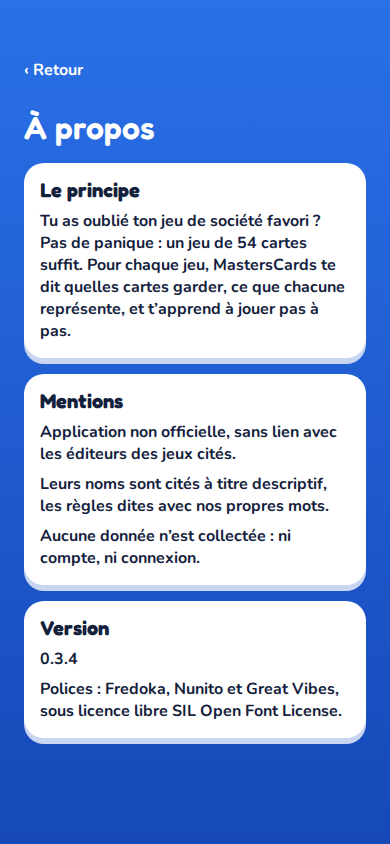 ‹ Retour
À propos
Le principe
Tu as oublié ton jeu de société favori ?
Pas de panique : un jeu de 54 cartes
suffit. Pour chaque jeu, MastersCards te
dit quelles cartes garder, ce que chacune
représente, et t’apprend à jouer pas à
pas.
Mentions
Application non officielle, sans lien avec
les éditeurs des jeux cités.
Leurs noms sont cités à titre descriptif,
les règles dites avec nos propres mots.
Aucune donnée n’est collectée : ni
compte, ni connexion.
Version
0.3.4
Polices : Fredoka, Nunito et Great Vibes,
sous licence libre SIL Open Font License.